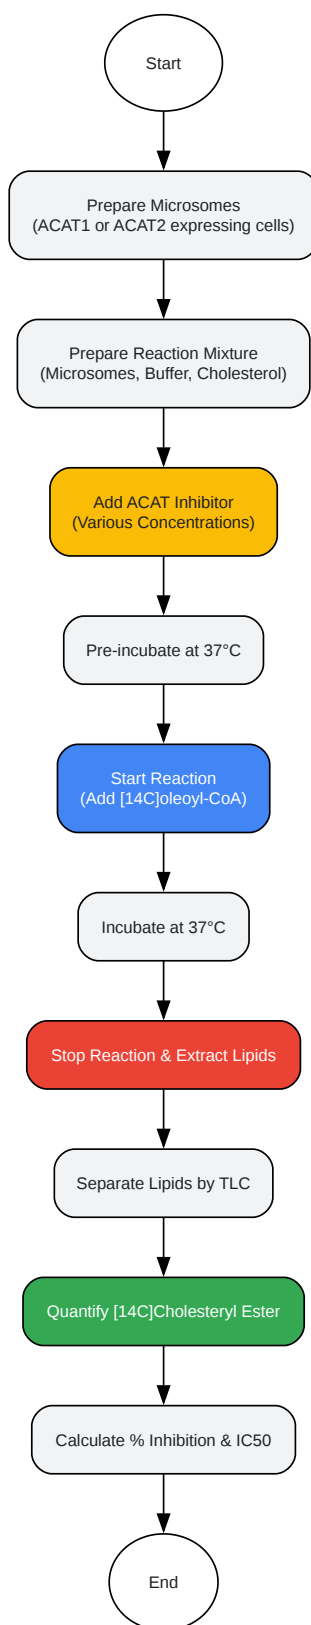 Start
Prepare Microsomes
(ACAT1 or ACAT2 expressing cells)
Prepare Reaction Mixture
(Microsomes, Buffer, Cholesterol)
Add ACAT Inhibitor
(Various Concentrations)
Pre-incubate at 37°C
Start Reaction
(Add [14C]oleoyl-CoA)
Incubate at 37°C
Stop Reaction & Extract Lipids
Separate Lipids by TLC
Quantify [14C]Cholesteryl Ester
Calculate % Inhibition & IC50
End